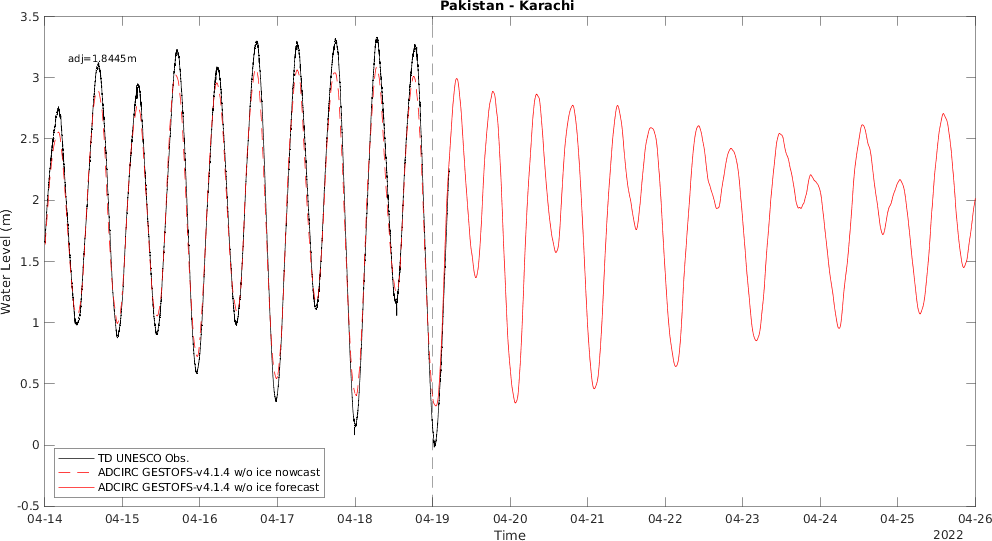 Pakistan - Karachi
3.5
adj=1.8445m
3
2.5
2
1.5
1
0.5
0
-0.5
Water Level (m)
TD UNESCO Obs.
ADCIRC GESTOFS-v4.1.4 w/o ice nowcast
ADCIRC GESTOFS-v4.1.4 w/o ice forecast
04-14 04-15 04-16 04-17 04-18 04-19 04-20 04-21 04-22 04-23 04-24 04-25 04-26
Time
2022